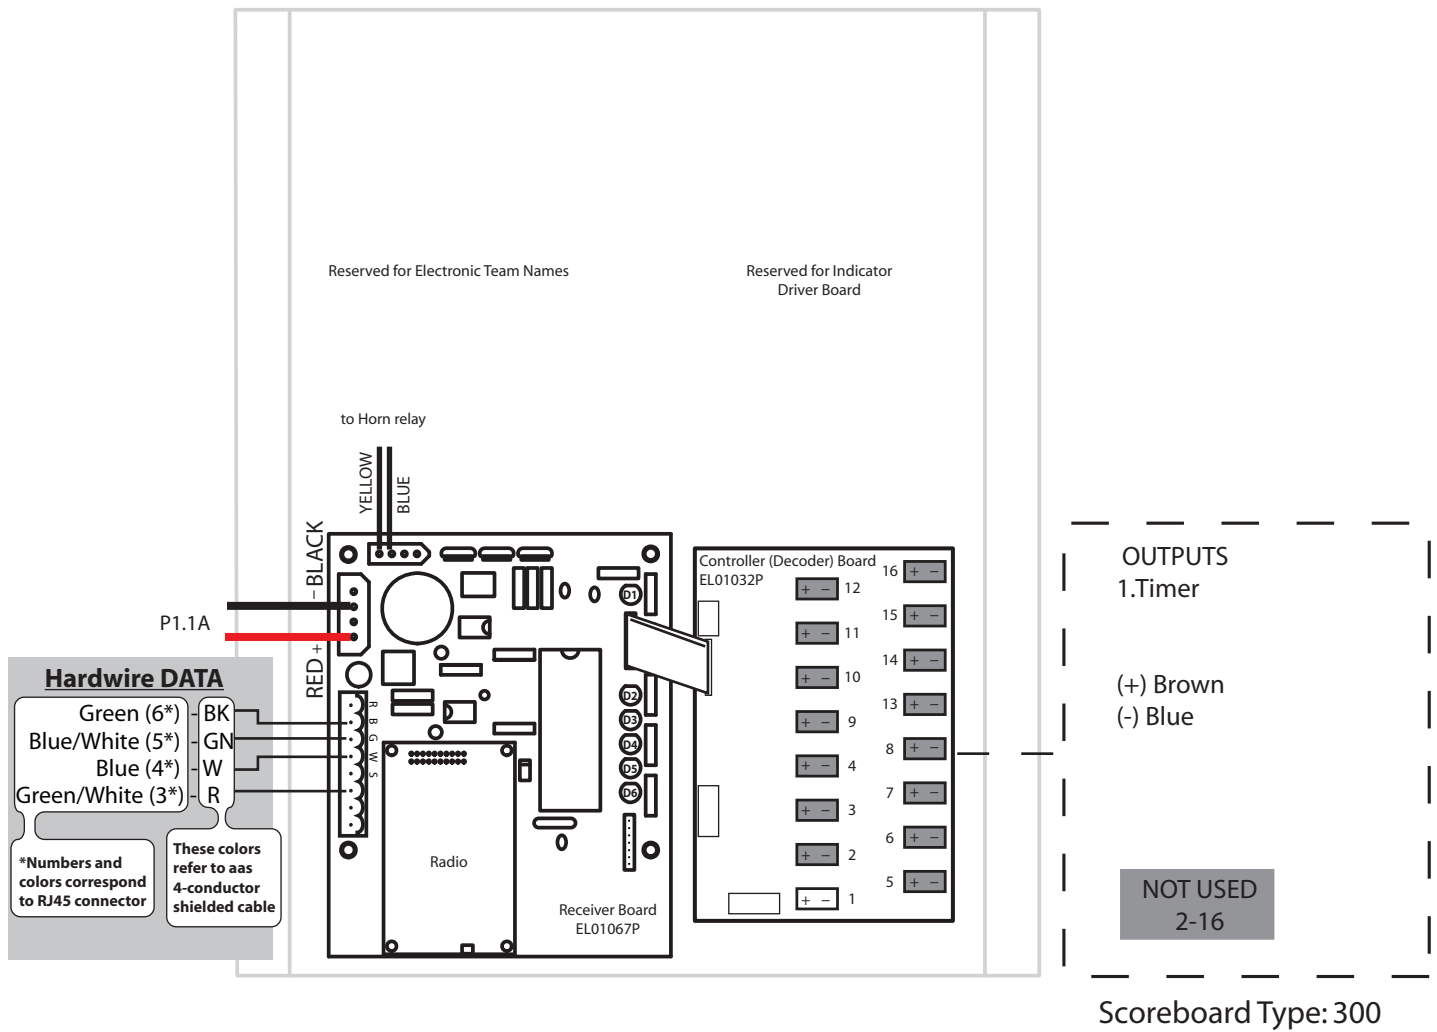 Reserved for Electronic Team Names
Reserved for Indicator
Driver Board
to Horn relay
YELLOW
BLUE
– BLACK
RED +
P1.1A
Hardwire DATA
Green (6*) - BK
Blue/White (5*) - GN
Blue (4*) - W
Green/White (3*) - R
*Numbers and
colors correspond
to RJ45 connector
These colors
refer to aas
4-conductor
shielded cable
R
B
G
W
S
D1
D2
D3
D4
D5
D6
Radio
Receiver Board
EL01067P
Controller (Decoder) Board
EL01032P
+ – 12
+ – 11
+ – 10
+ – 9
+ – 4
+ – 3
+ – 2
+ – 1
16 + –
15 + –
14 + –
13 + –
8 + –
7 + –
6 + –
5 + –
OUTPUTS
1.Timer
(+) Brown
(-) Blue
NOT USED
2-16
Scoreboard Type: 300